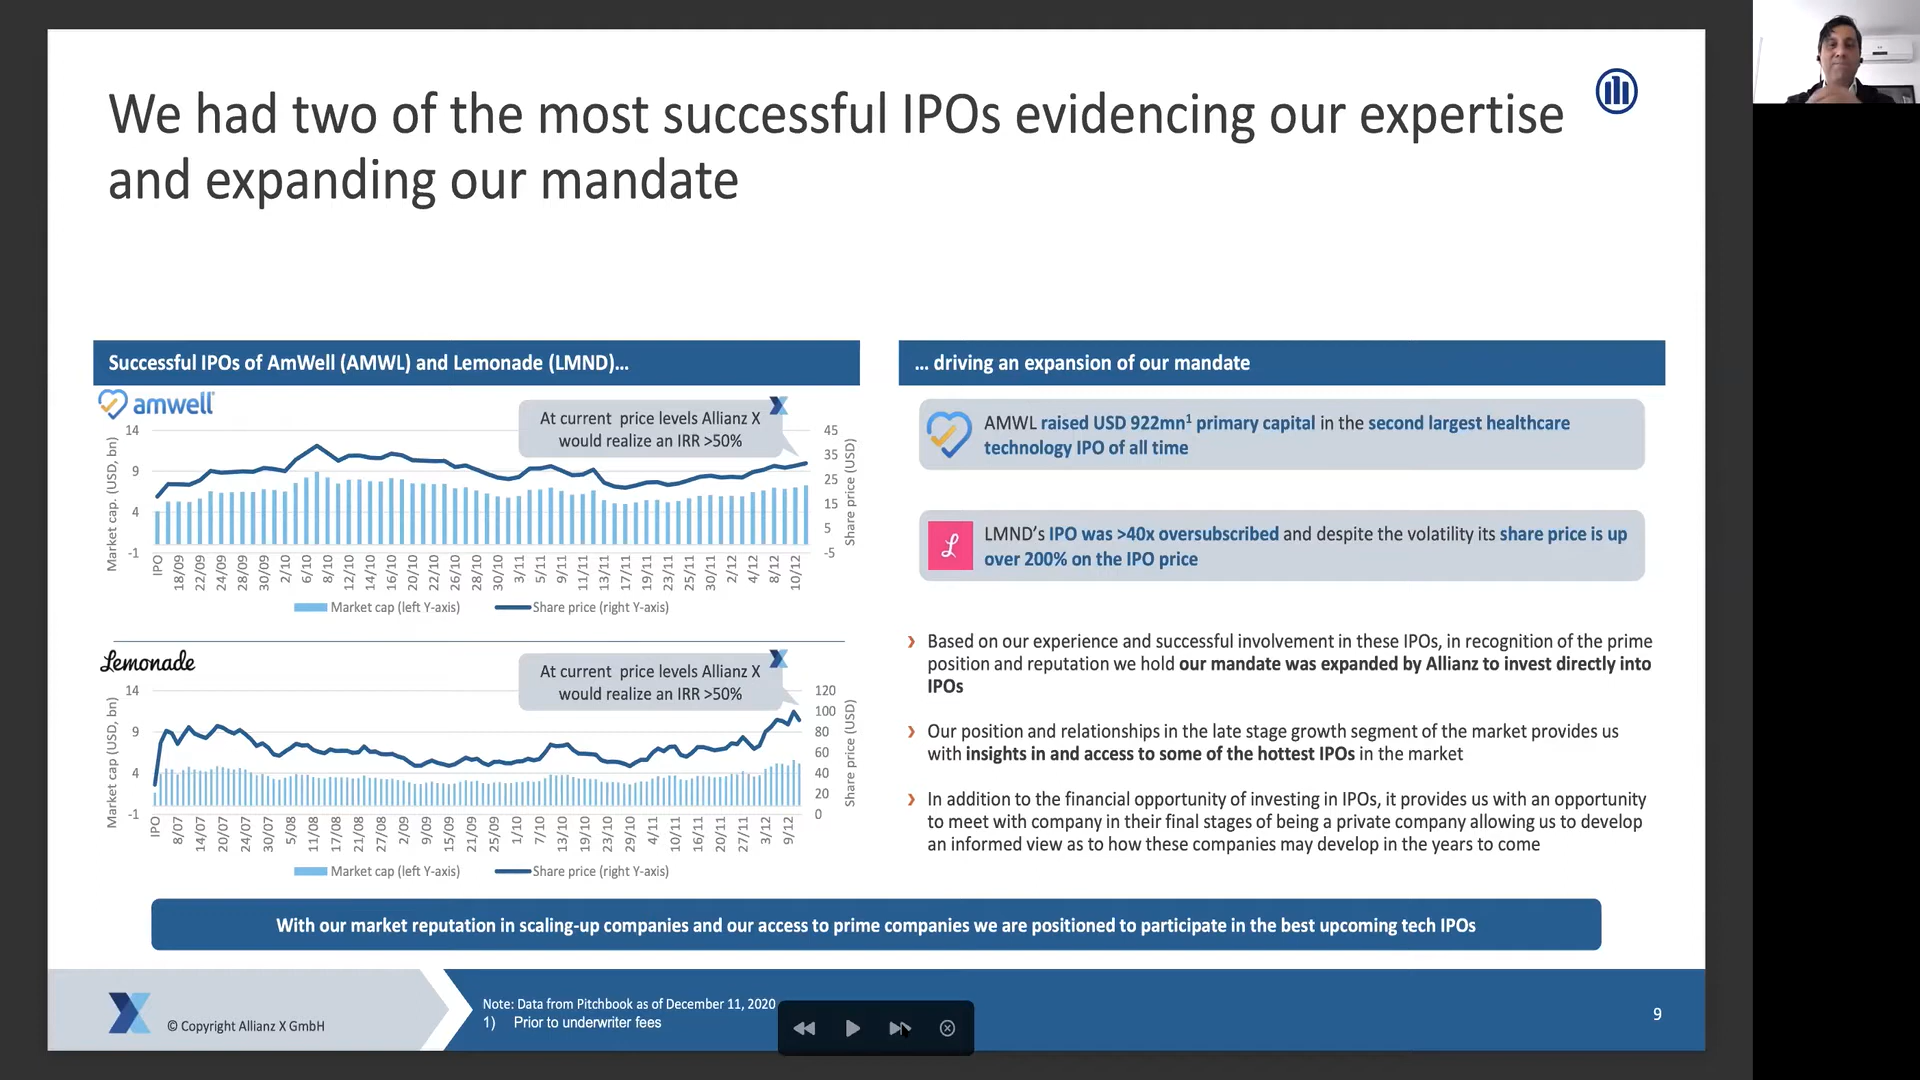 We had two of the most successful IPOs evidencing our expertise
and expanding our mandate
Successful IPOs of AmWell (AMWL) and Lemonade (LMND)...
amwell
At current price levels Allianz X
would realize an IRR >50%
Market cap. (USD, bn)
14
9
4
-1
45
35
25
15
5
-5
Share price (USD)
IPO 18/09 22/09 24/09 28/09 30/09 2/10 6/10 8/10 12/10 14/10 16/10 20/10 22/10 26/10 28/10 30/10 3/11 5/11 9/11 11/11 13/11 17/11 19/11 23/11 25/11 30/11 2/12 4/12 8/12 10/12
Market cap (left Y-axis) Share price (right Y-axis)
Lemonade
At current price levels Allianz X
would realize an IRR >50%
Market cap (USD, bn)
14
9
4
-1
120
100
80
60
40
20
0
Share price (USD)
IPO 8/07 14/07 20/07 24/07 30/07 5/08 11/08 17/08 21/08 27/08 2/09 9/09 15/09 21/09 25/09 1/10 7/10 13/10 19/10 23/10 29/10 4/11 10/11 16/11 20/11 27/11 3/12 9/12
Market cap (left Y-axis) Share price (right Y-axis)
... driving an expansion of our mandate
AMWL raised USD 922mn¹ primary capital in the second largest healthcare
technology IPO of all time
LMND's IPO was >40x oversubscribed and despite the volatility its share price is up
over 200% on the IPO price
› Based on our experience and successful involvement in these IPOs, in recognition of the prime
position and reputation we hold our mandate was expanded by Allianz to invest directly into
IPOs
› Our position and relationships in the late stage growth segment of the market provides us
with insights in and access to some of the hottest IPOs in the market
› In addition to the financial opportunity of investing in IPOs, it provides us with an opportunity
to meet with company in their final stages of being a private company allowing us to develop
an informed view as to how these companies may develop in the years to come
With our market reputation in scaling-up companies and our access to prime companies we are positioned to participate in the best upcoming tech IPOs
© Copyright Allianz X GmbH
Note: Data from Pitchbook as of December 11, 2020
1) Prior to underwriter fees
9